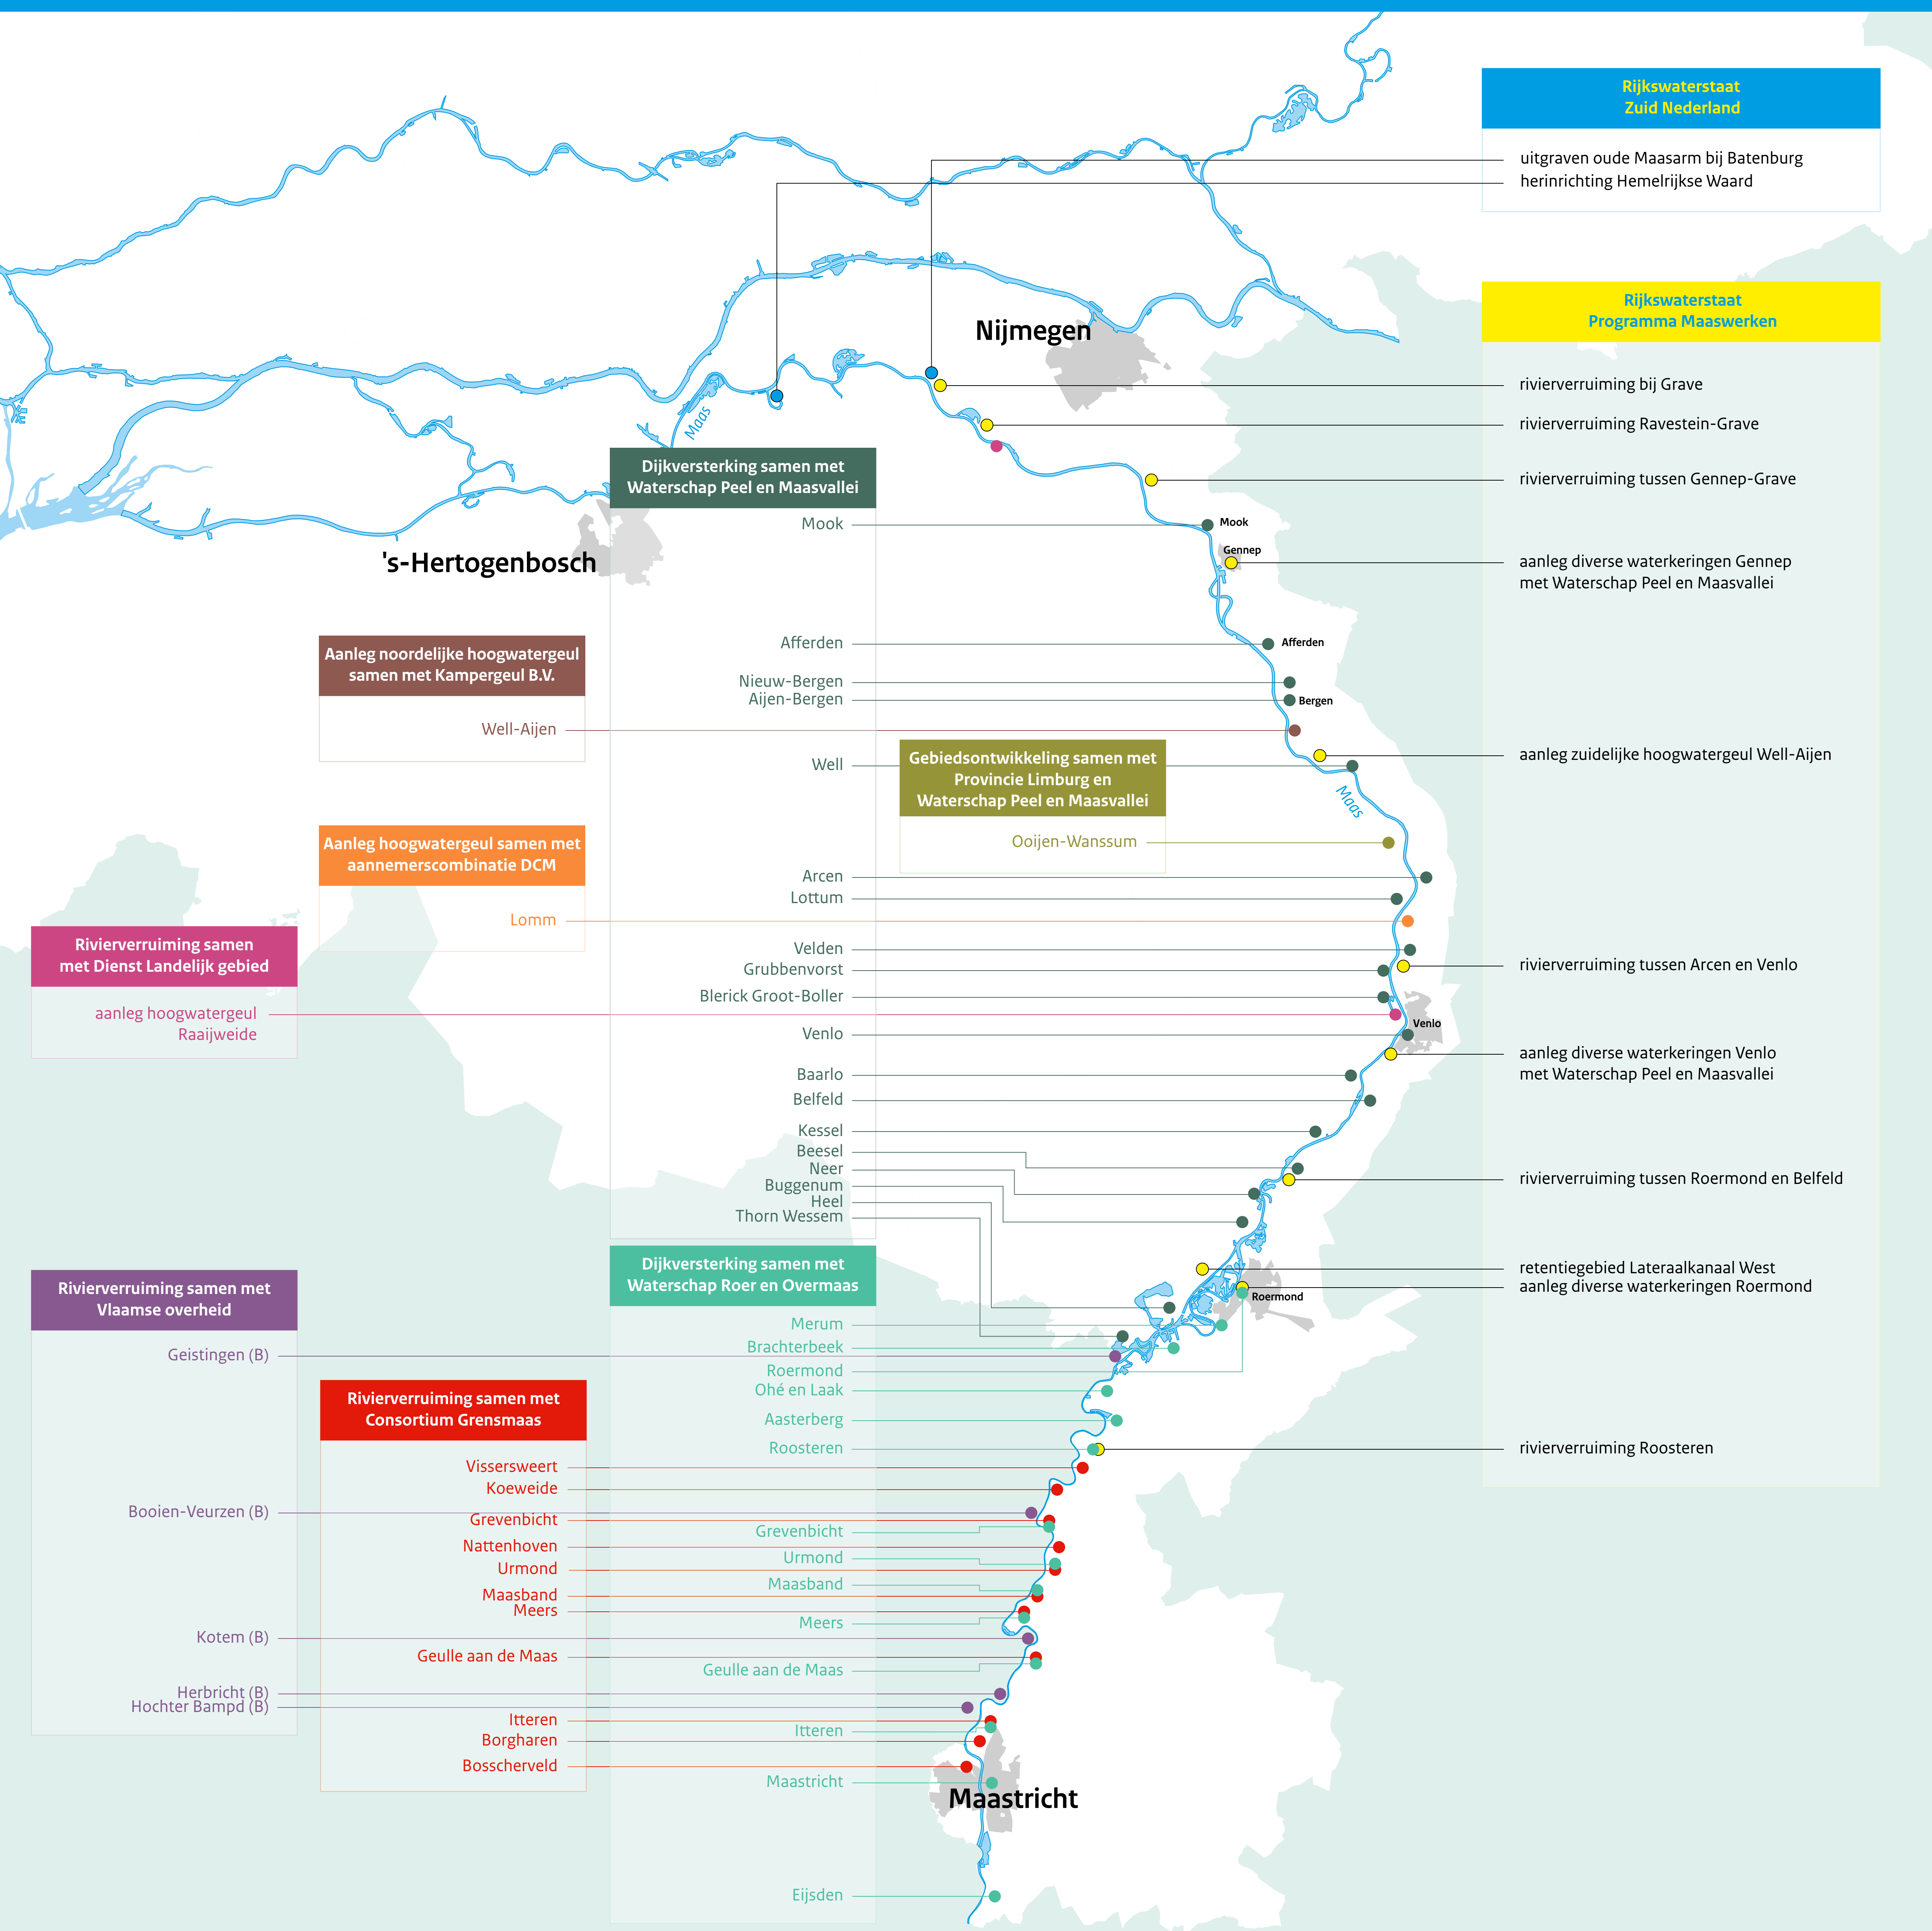 Rijkswaterstaat
Zuid Nederland
uitgraven oude Maasarm bij Batenburg
herinrichting Hemelrijkse Waard
Rijkswaterstaat
Programma Maaswerken
rivierverruiming bij Grave
rivierverruiming Ravestein-Grave
rivierverruiming tussen Gennep-Grave
aanleg diverse waterkeringen Gennep
met Waterschap Peel en Maasvallei
aanleg zuidelijke hoogwatergeul Well-Aijen
rivierverruiming tussen Arcen en Venlo
aanleg diverse waterkeringen Venlo
met Waterschap Peel en Maasvallei
rivierverruiming tussen Roermond en Belfeld
retentiegebied Lateraalkanaal West
aanleg diverse waterkeringen Roermond
rivierverruiming Roosteren
Nijmegen
Maas
's-Hertogenbosch
Mook
Gennep
Afferden
Bergen
Maas
Venlo
Roermond
Maastricht
Dijkversterking samen met
Waterschap Peel en Maasvallei
Mook
Afferden
Nieuw-Bergen
Aijen-Bergen
Well
Arcen
Lottum
Velden
Grubbenvorst
Blerick Groot-Boller
Venlo
Baarlo
Belfeld
Kessel
Beesel
Neer
Buggenum
Heel
Thorn Wessem
Aanleg noordelijke hoogwatergeul
samen met Kampergeul B.V.
Well-Aijen
Gebiedsontwikkeling samen met
Provincie Limburg en
Waterschap Peel en Maasvallei
Ooijen-Wanssum
Aanleg hoogwatergeul samen met
aannemerscombinatie DCM
Lomm
Rivierverruiming samen
met Dienst Landelijk gebied
aanleg hoogwatergeul
Raaijweide
Dijkversterking samen met
Waterschap Roer en Overmaas
Merum
Brachterbeek
Roermond
Ohé en Laak
Aasterberg
Roosteren
Grevenbicht
Urmond
Maasband
Meers
Geulle aan de Maas
Itteren
Maastricht
Eijsden
Rivierverruiming samen met
Vlaamse overheid
Geistingen (B)
Booien-Veurzen (B)
Kotem (B)
Herbricht (B)
Hochter Bampd (B)
Rivierverruiming samen met
Consortium Grensmaas
Vissersweert
Koeweide
Grevenbicht
Nattenhoven
Urmond
Maasband
Meers
Geulle aan de Maas
Itteren
Borgharen
Bosscherveld